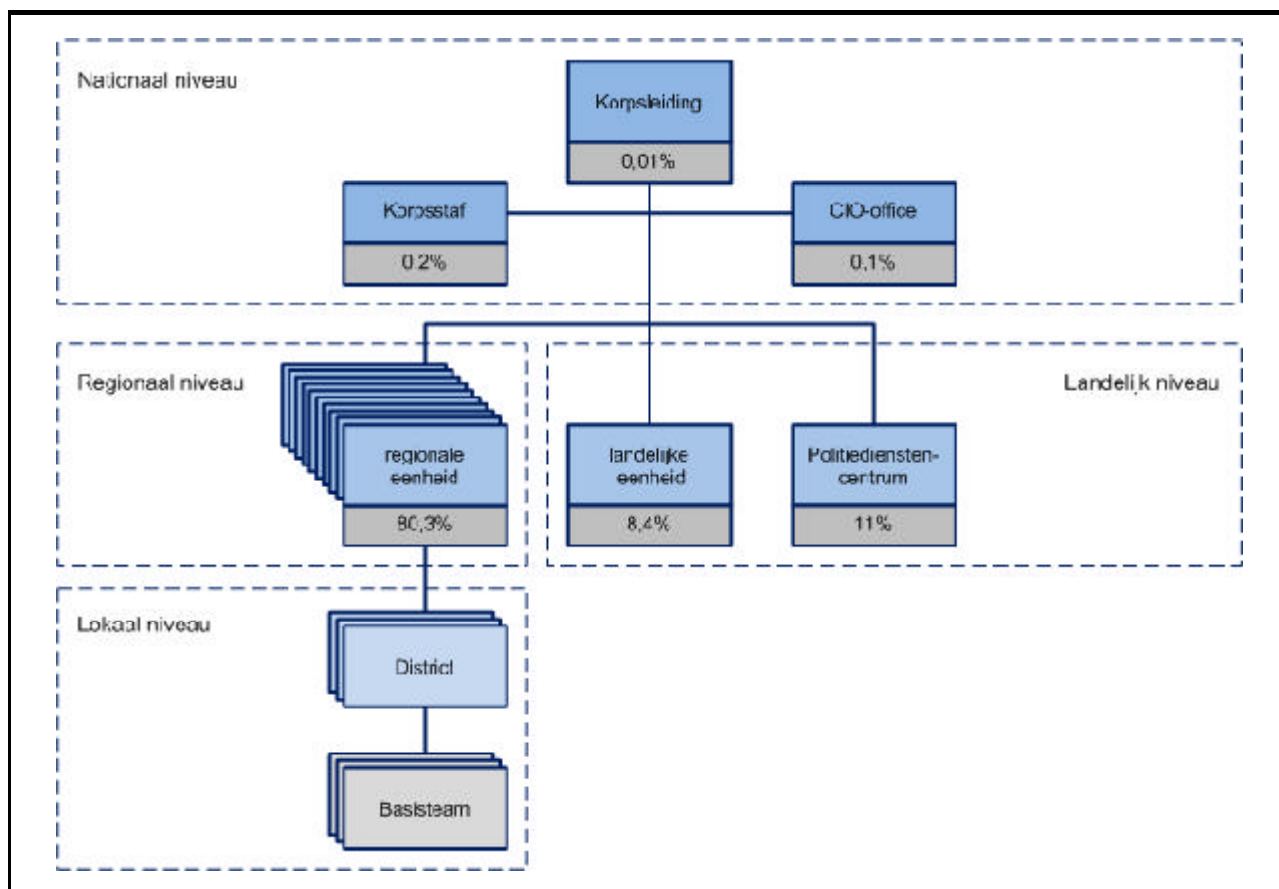 Nationaal niveau
Korpsleiding
0,01%
Korpsstaf
0,2%
CIO-office
0,1%
Regionaal niveau
Landelijk niveau
regionale
eenheid
80,3%
landelijke
eenheid
8,4%
Politiediensten-
centrum
11%
Lokaal niveau
District
Basisteam